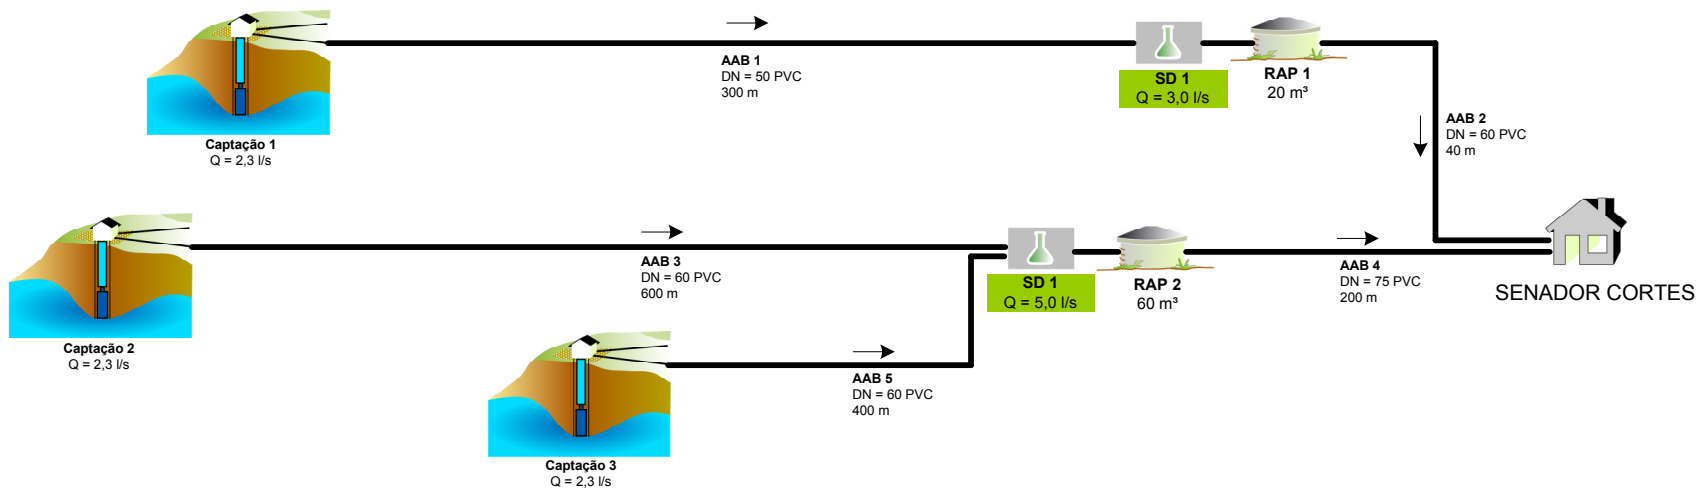 AAB 1
DN = 50 PVC
300 m
SD 1
Q = 3,0 l/s
RAP 1
20 m³
AAB 2
DN = 60 PVC
40 m
Captação 1
Q = 2,3 l/s
AAB 3
DN = 60 PVC
600 m
SD 1
Q = 5,0 l/s
RAP 2
60 m³
AAB 4
DN = 75 PVC
200 m
SENADOR CORTES
Captação 2
Q = 2,3 l/s
AAB 5
DN = 60 PVC
400 m
Captação 3
Q = 2,3 l/s